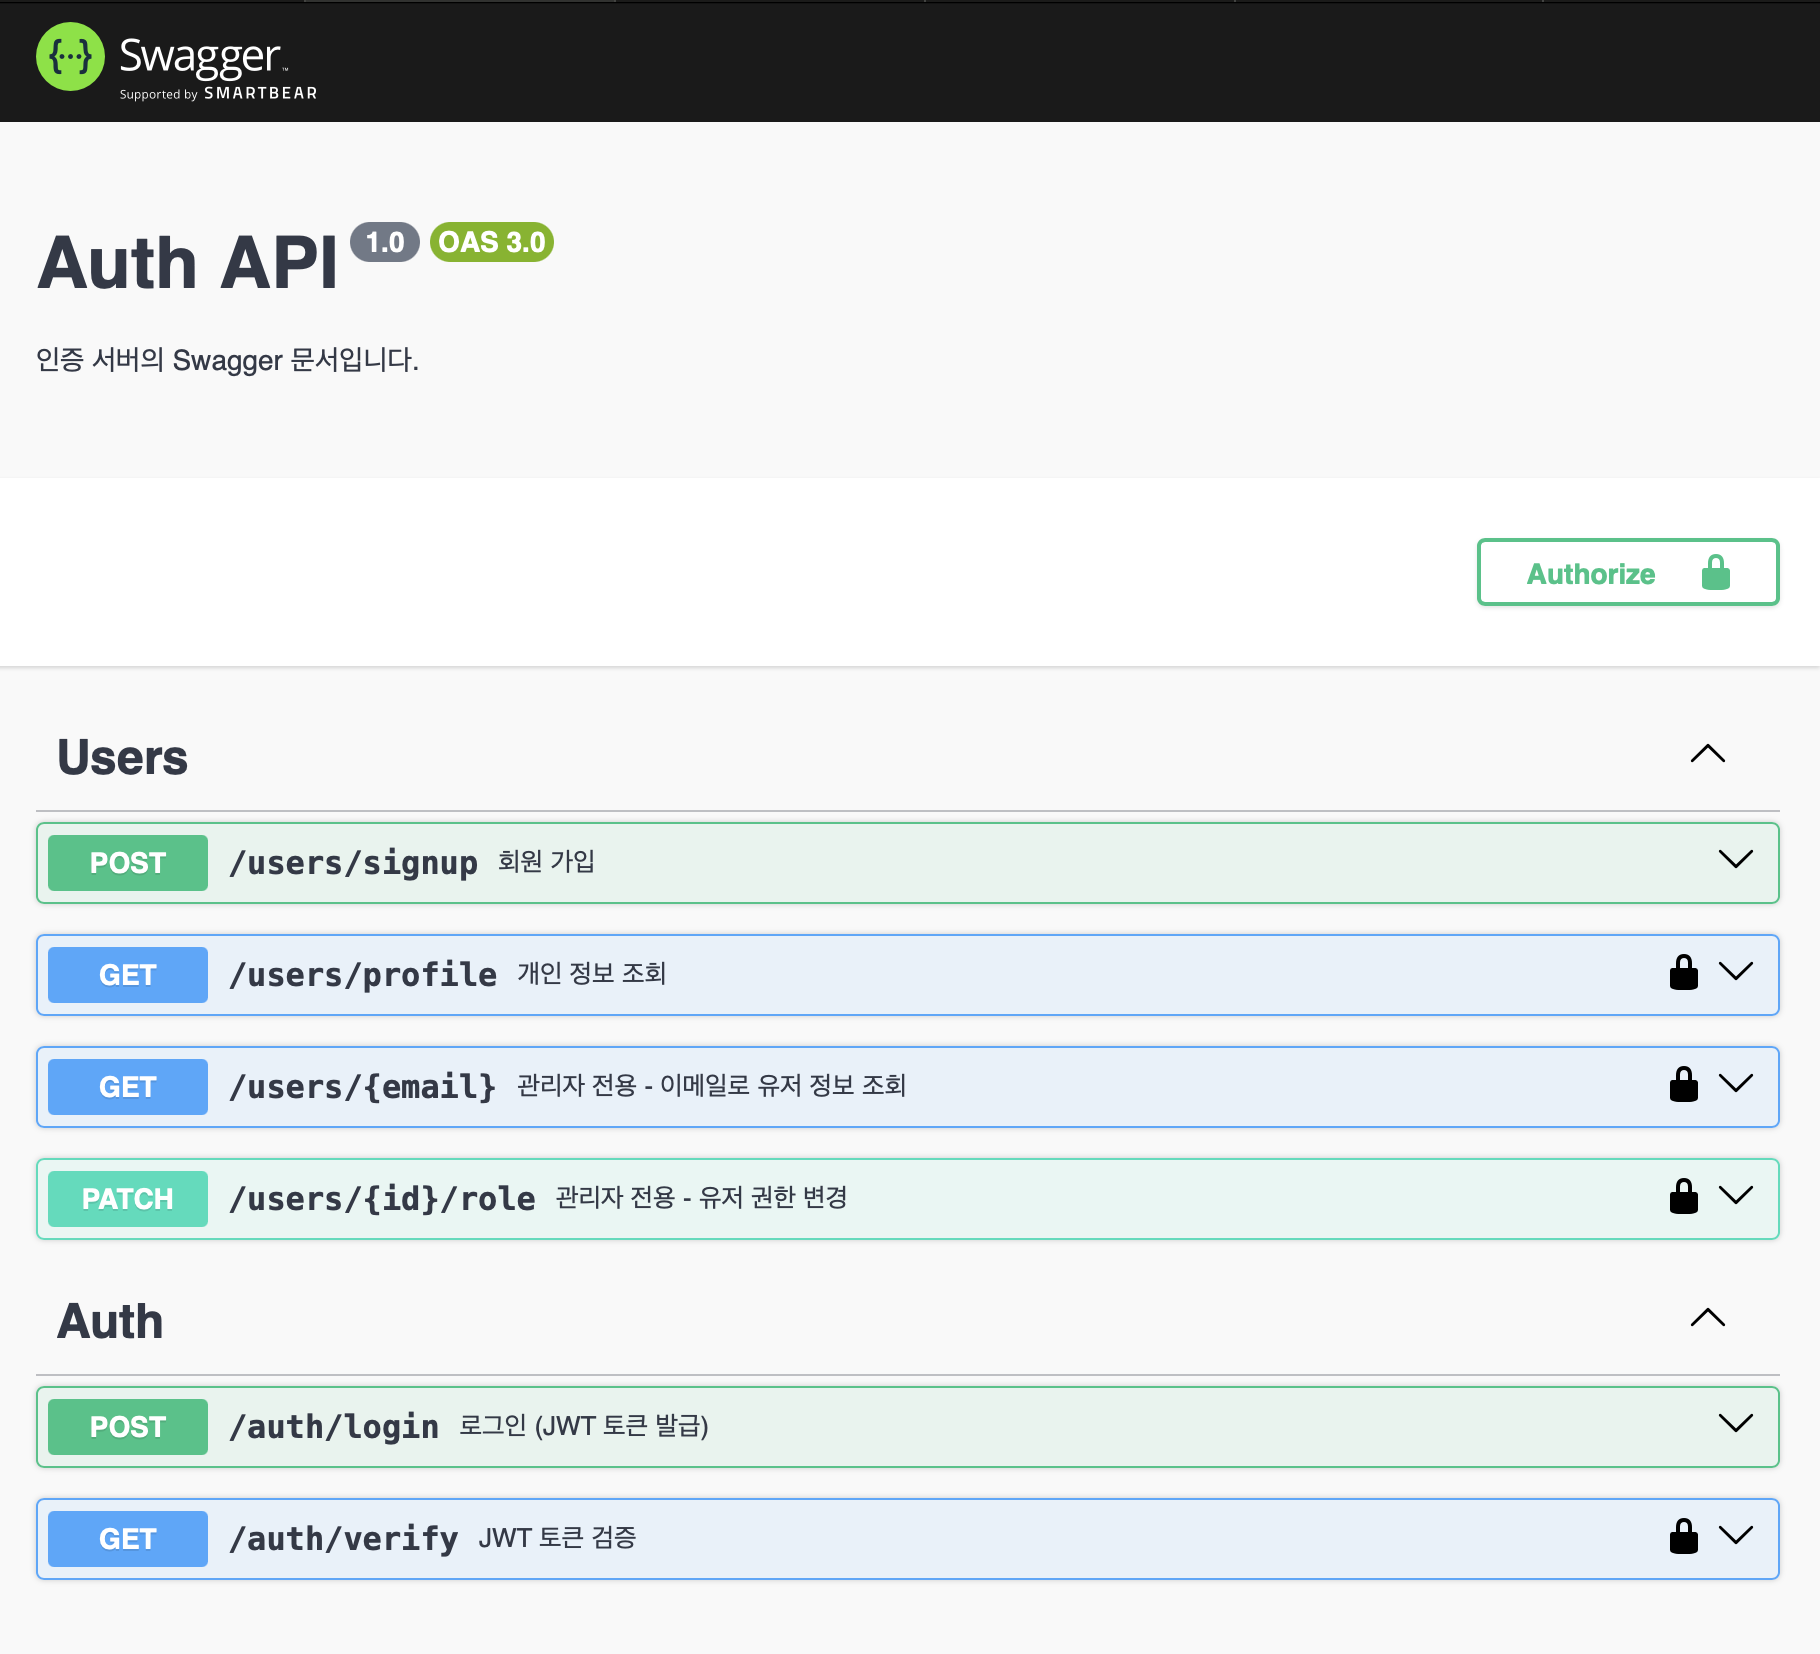 Swagger™
Supported by SMARTBEAR
Auth API 1.0 OAS 3.0
인증 서버의 Swagger 문서입니다.
Authorize
Users
POST /users/signup 회원 가입
GET /users/profile 개인 정보 조회
GET /users/{email} 관리자 전용 - 이메일로 유저 정보 조회
PATCH /users/{id}/role 관리자 전용 - 유저 권한 변경
Auth
POST /auth/login 로그인 (JWT 토큰 발급)
GET /auth/verify JWT 토큰 검증